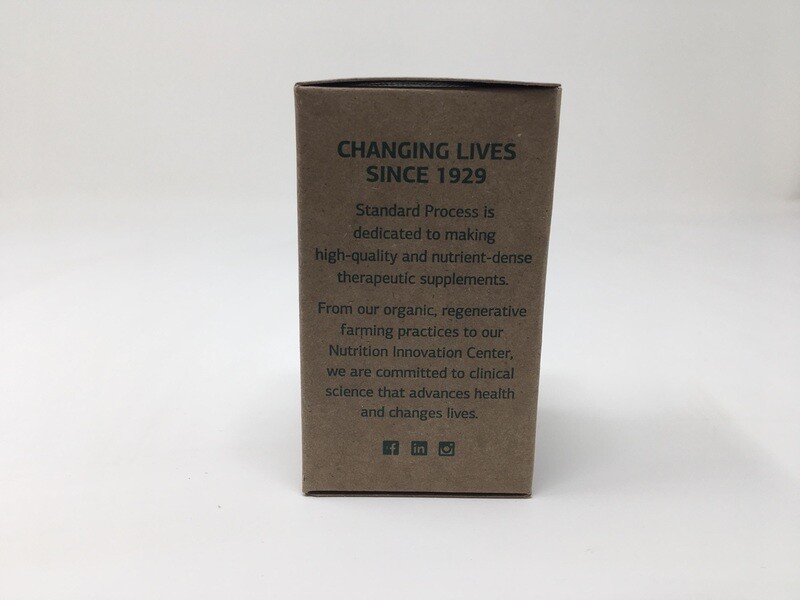 CHANGING LIVES
SINCE 1929
Standard Process is
dedicated to making
high-quality and nutrient-dense
therapeutic supplements.
From our organic, regenerative
farming practices to our
Nutrition Innovation Center,
we are committed to clinical
science that advances health
and changes lives.
f in